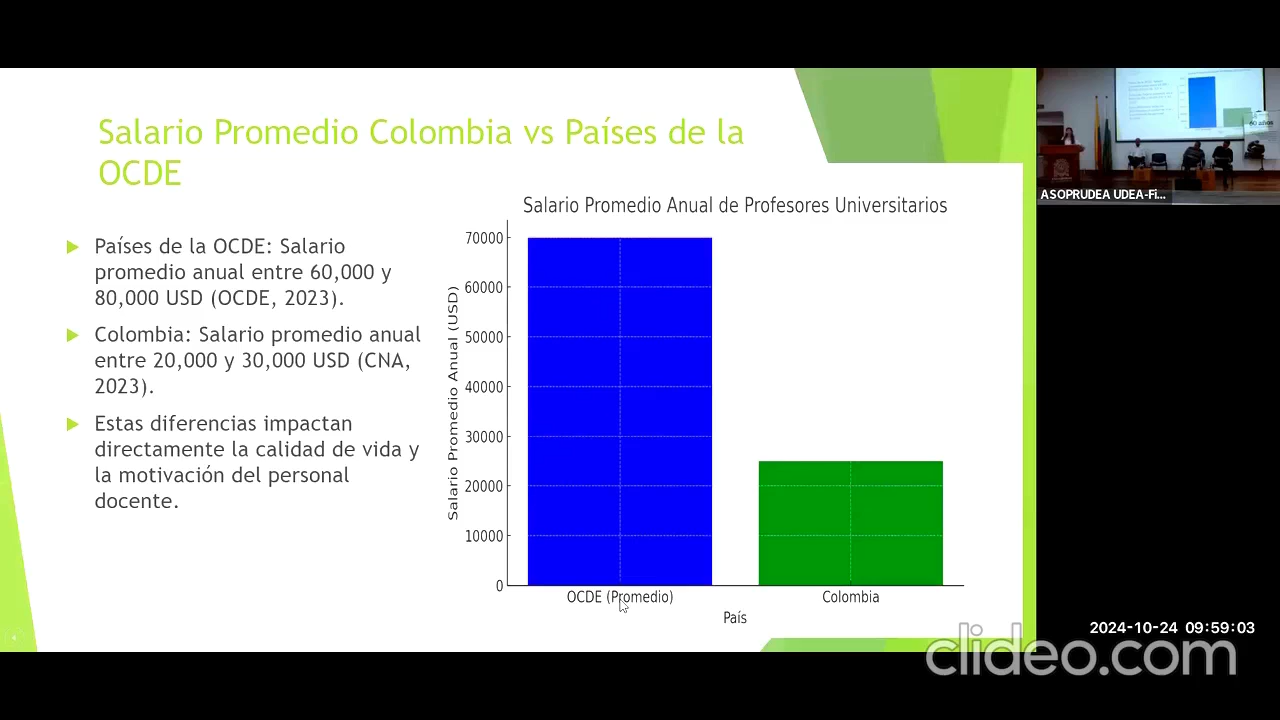 Salario Promedio Colombia vs Países de la
OCDE
Países de la OCDE: Salario
promedio anual entre 60,000 y
80,000 USD (OCDE, 2023).
Colombia: Salario promedio anual
entre 20,000 y 30,000 USD (CNA,
2023).
Estas diferencias impactan
directamente la calidad de vida y
la motivación del personal
docente.
Salario Promedio Anual de Profesores Universitarios
Salario Promedio Anual (USD)
70000
60000
50000
40000
30000
20000
10000
0
OCDE (Promedio)
Colombia
País
60 años
ASOPRUDEA UDEA-Fi...
2024-10-24 09:59:03
clideo.com